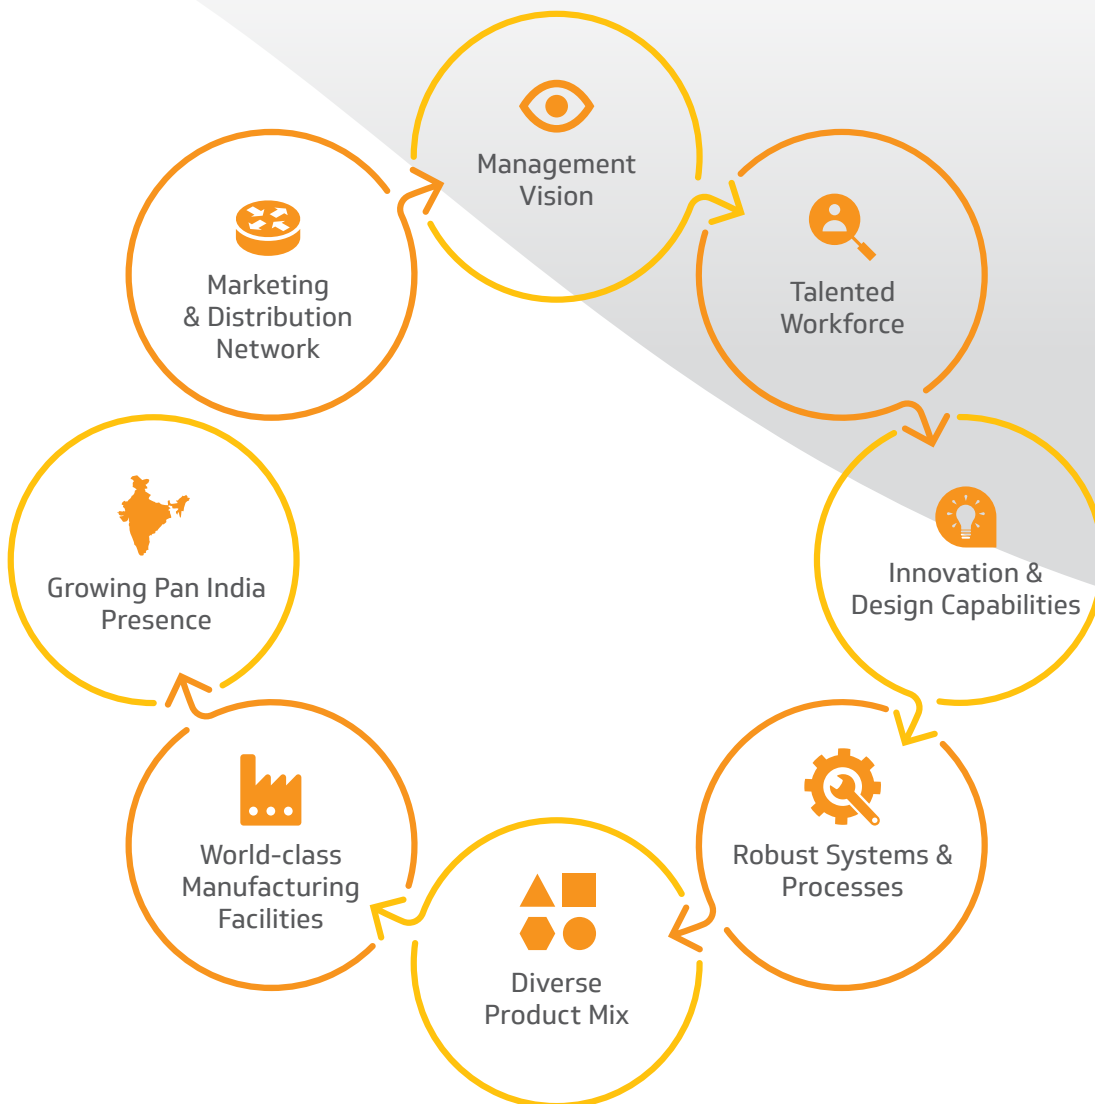 Management
Vision
Talented
Workforce
Innovation &
Design Capabilities
Robust Systems &
Processes
Diverse
Product Mix
World-class
Manufacturing
Facilities
Growing Pan India
Presence
Marketing
& Distribution
Network